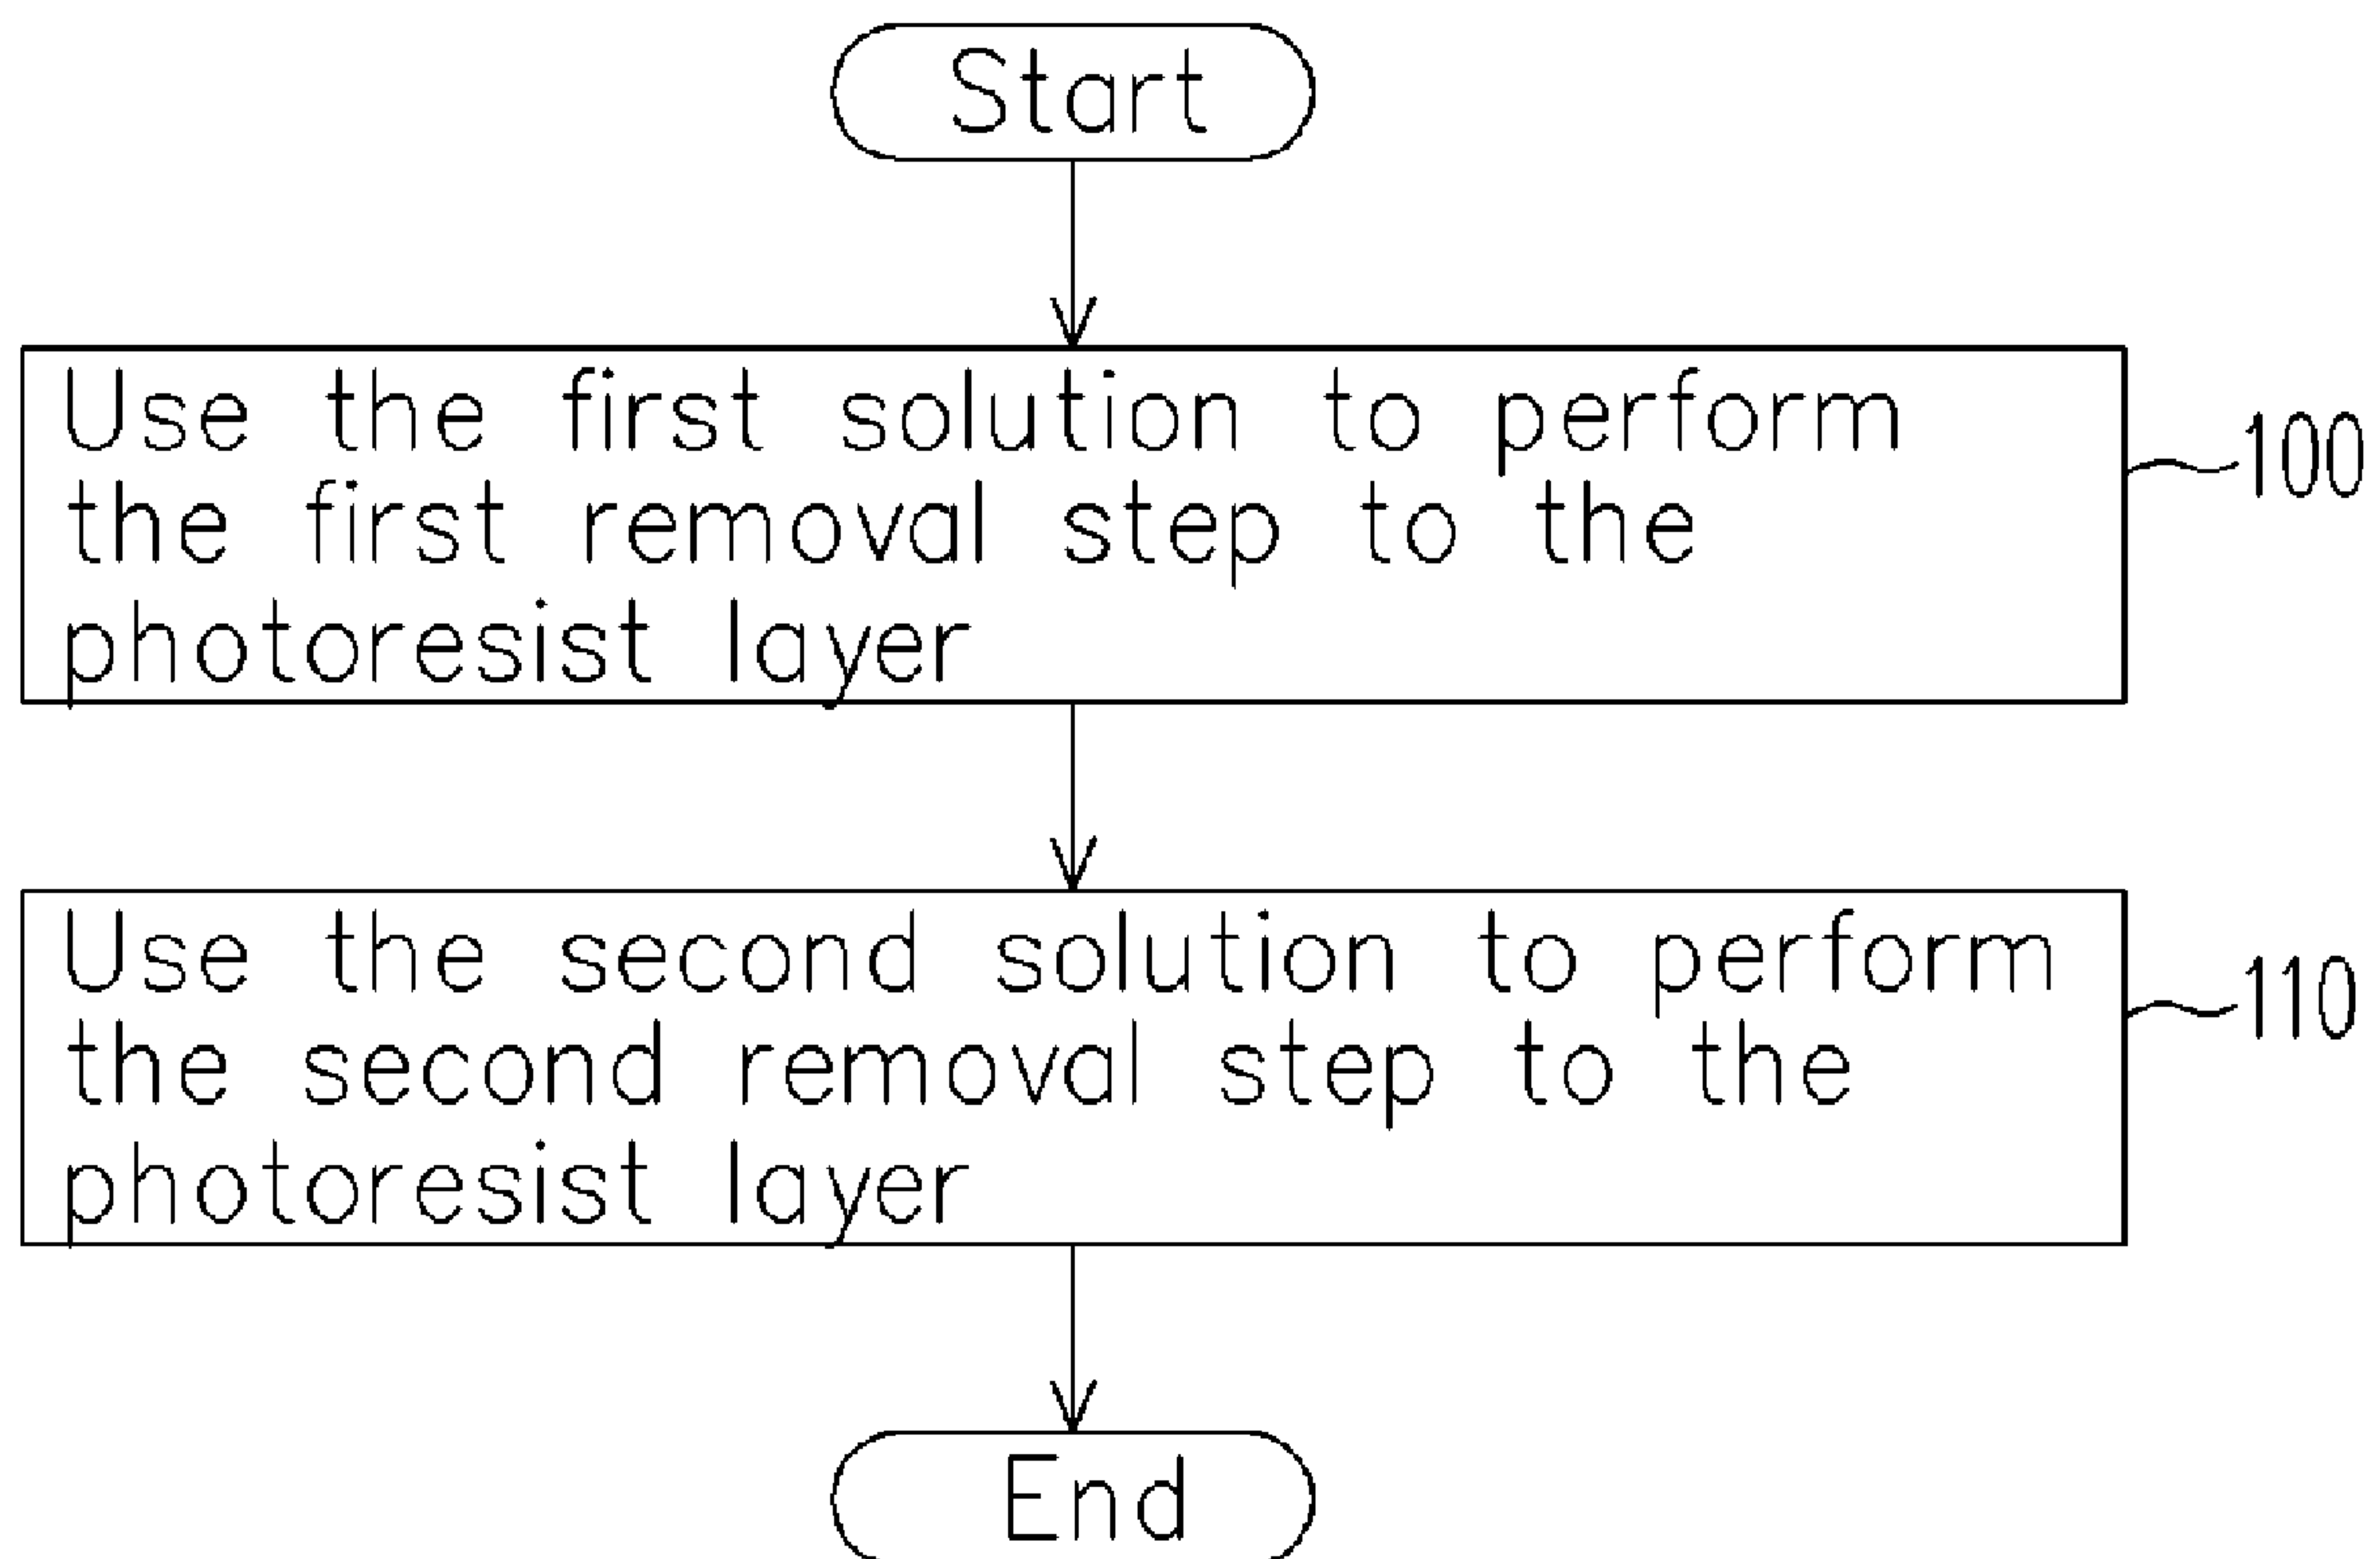 Start
Use the first solution to perform
the first removal step to the
photoresist layer
100
Use the second solution to perform
the second removal step to the
photoresist layer
110
End